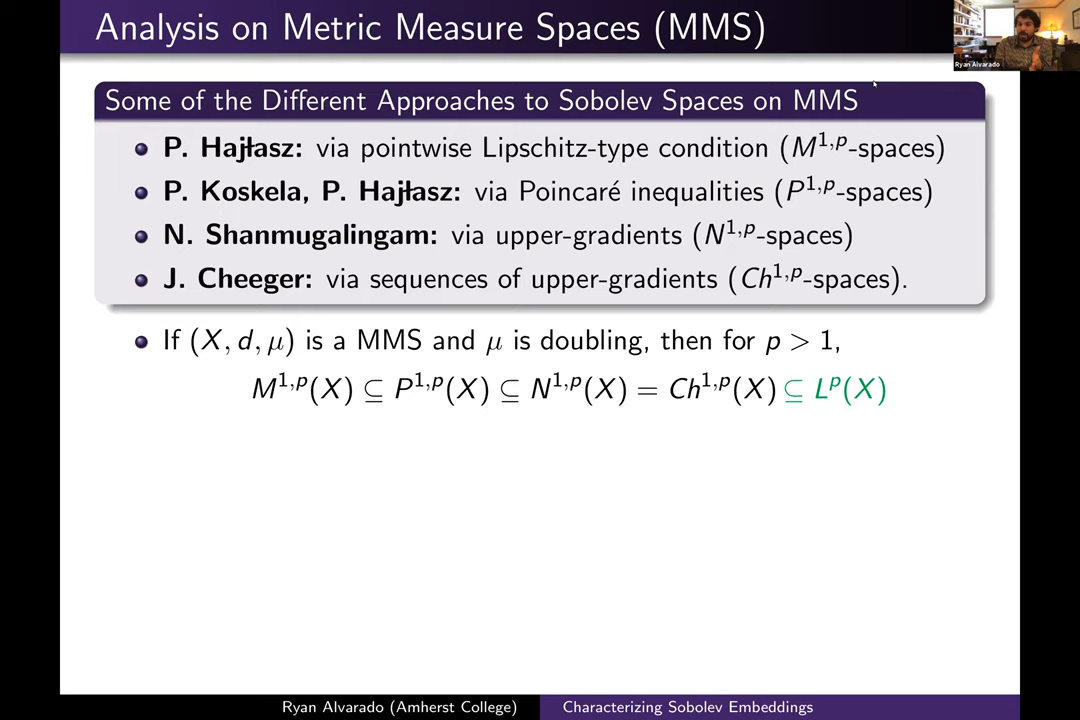 Analysis on Metric Measure Spaces (MMS)
Ryan Alvarado
Some of the Different Approaches to Sobolev Spaces on MMS
P. Hajłasz: via pointwise Lipschitz-type condition (M^{1,p}-spaces)
P. Koskela, P. Hajłasz: via Poincaré inequalities (P^{1,p}-spaces)
N. Shanmugalingam: via upper-gradients (N^{1,p}-spaces)
J. Cheeger: via sequences of upper-gradients (Ch^{1,p}-spaces).
If (X, d, μ) is a MMS and μ is doubling, then for p > 1,
M^{1,p}(X) ⊆ P^{1,p}(X) ⊆ N^{1,p}(X) = Ch^{1,p}(X) ⊆ L^p(X)
Ryan Alvarado (Amherst College)
Characterizing Sobolev Embeddings